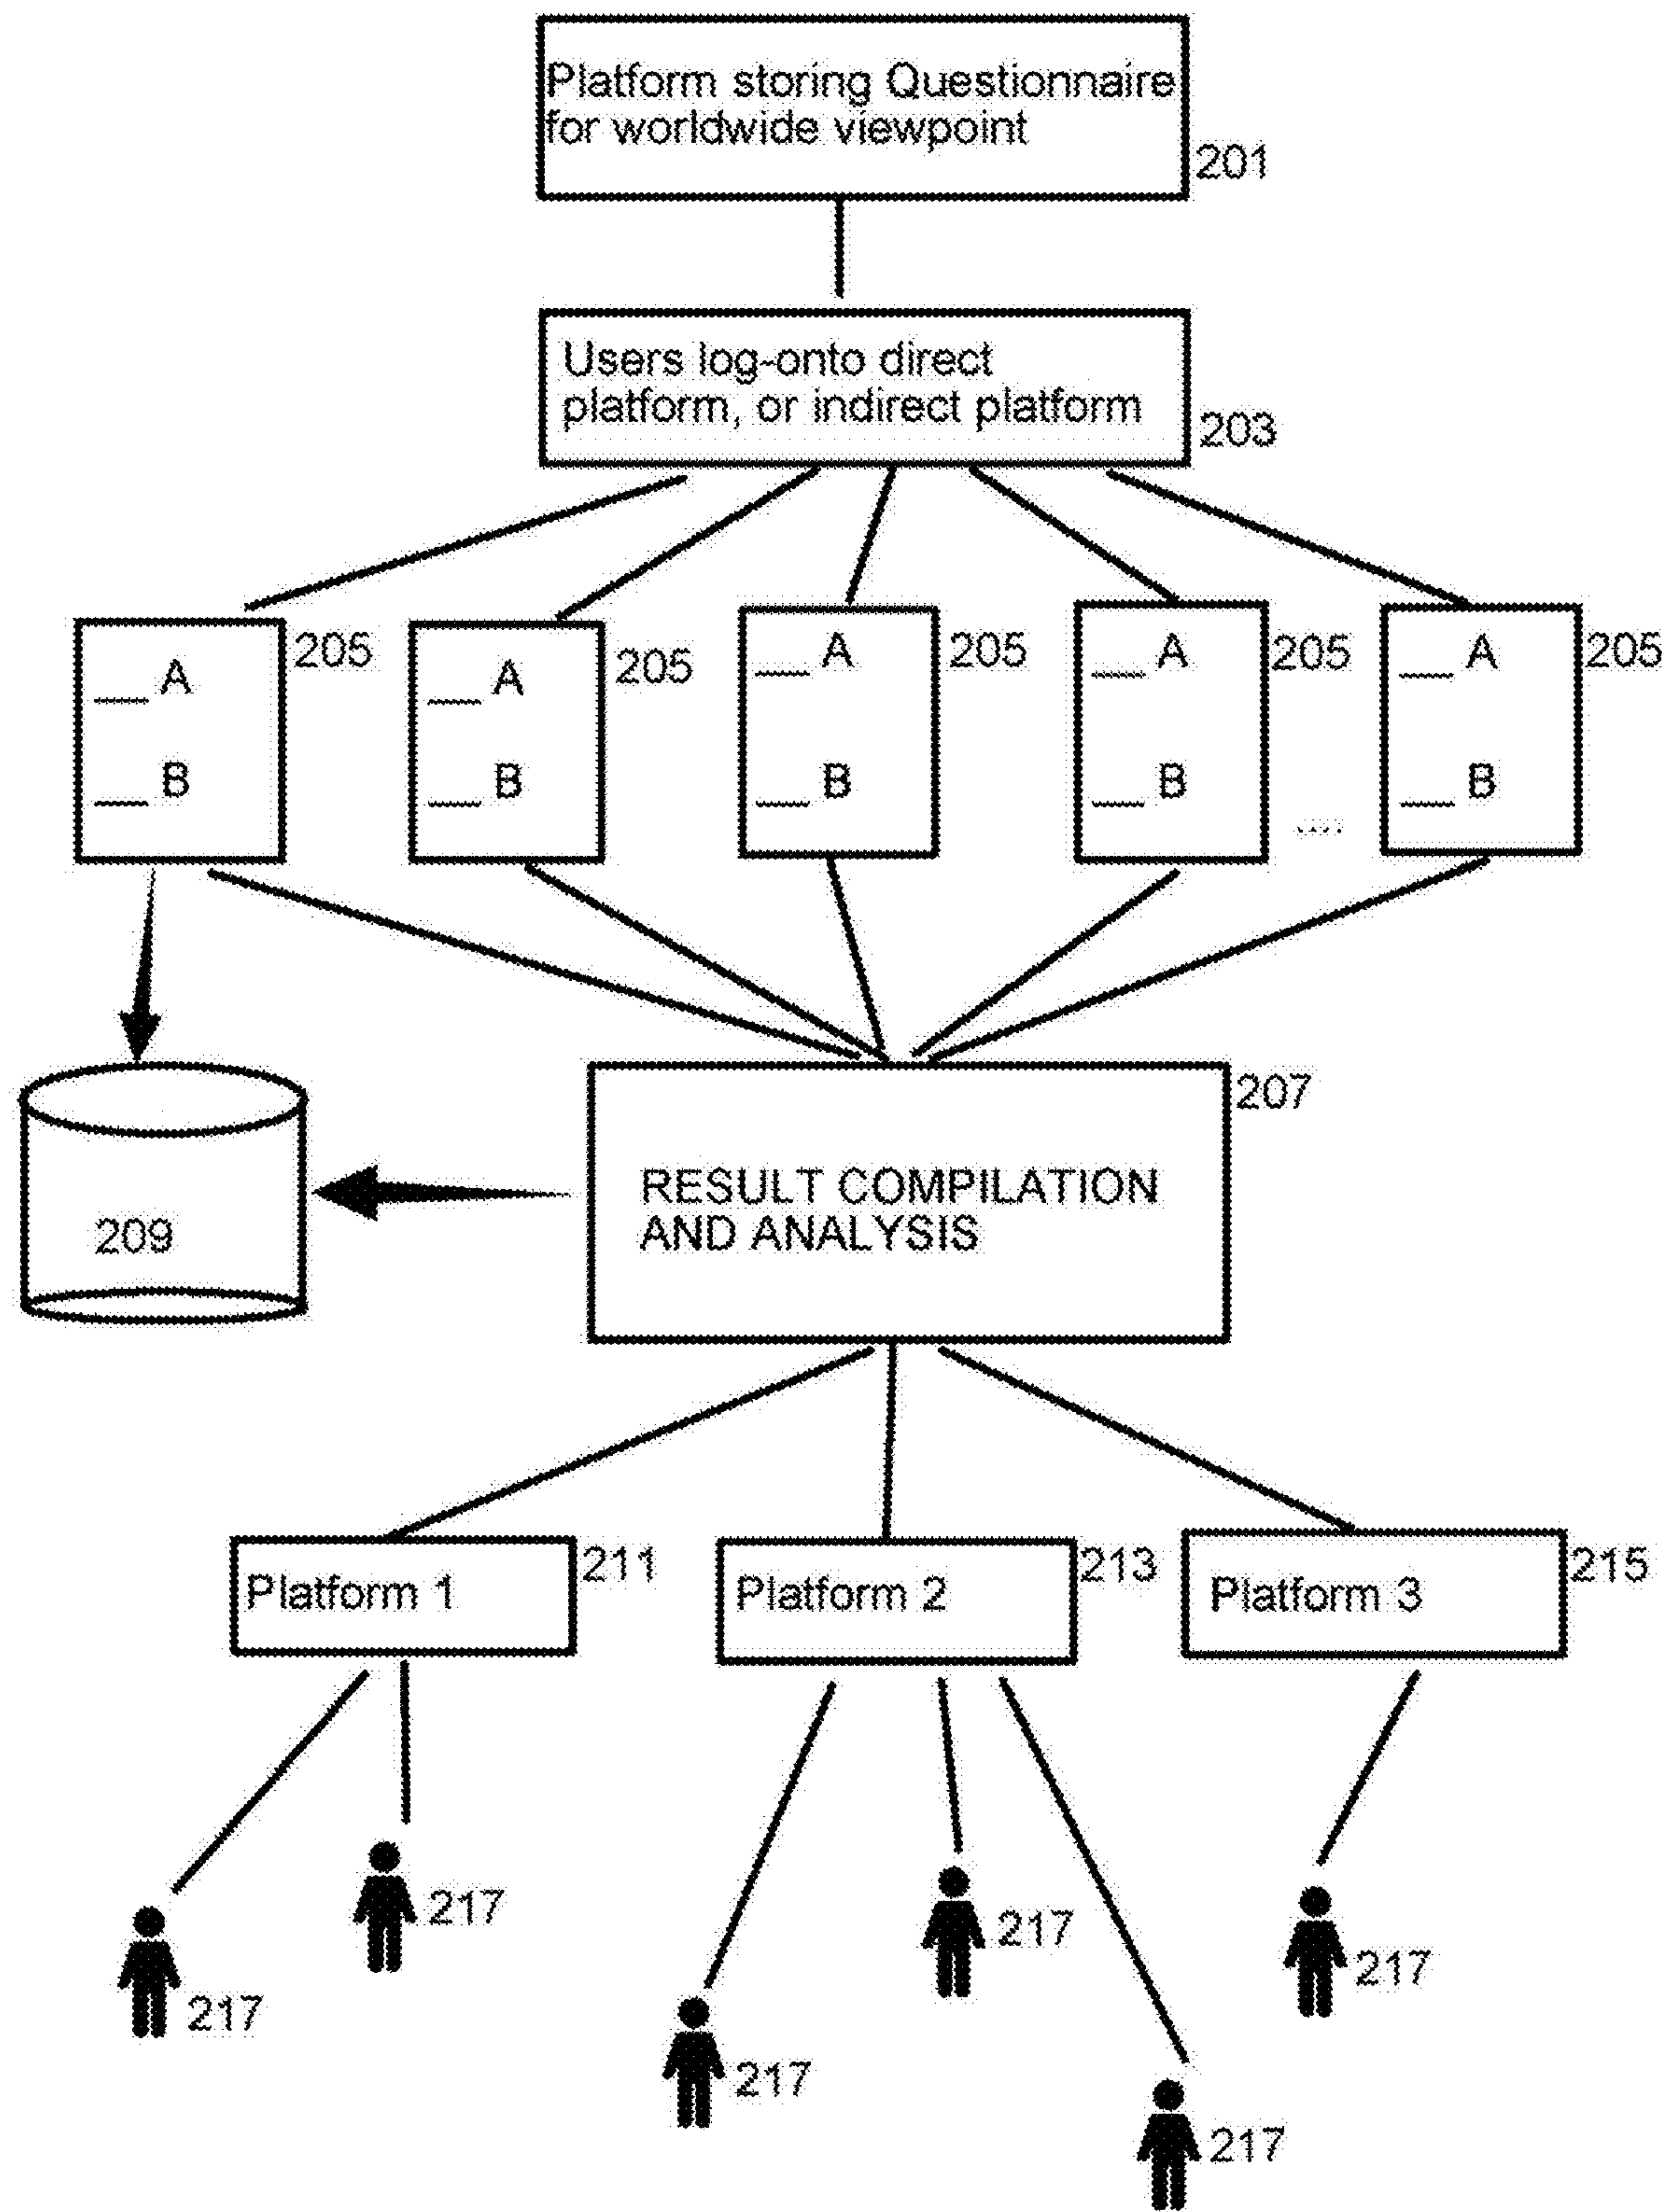 Platform storing Questionnaire
for worldwide viewpoint
201
Users log-onto direct
platform, or indirect platform
203
205
205
205
205
205
__ A
__ A
__ A
__ A
__ A
__ B
__ B
__ B
__ B
....
__ B
207
RESULT COMPILATION
AND ANALYSIS
209
Platform 1
211
Platform 2
213
Platform 3
215
217
217
217
217
217
217